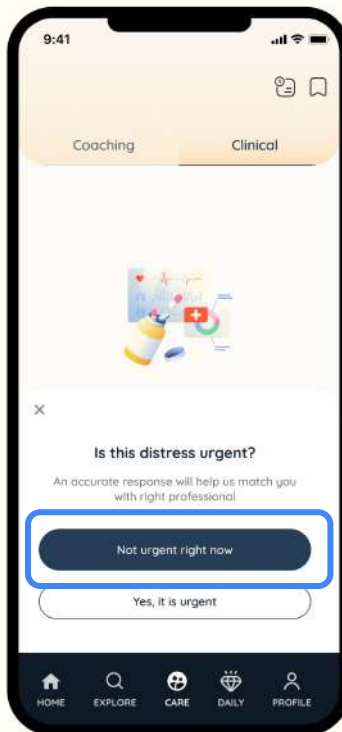 9:41
Coaching
Clinical
Is this distress urgent?
An accurate response will help us match you
with right professional
Not urgent right now
Yes, it is urgent
HOME
EXPLORE
CARE
DAILY
PROFILE